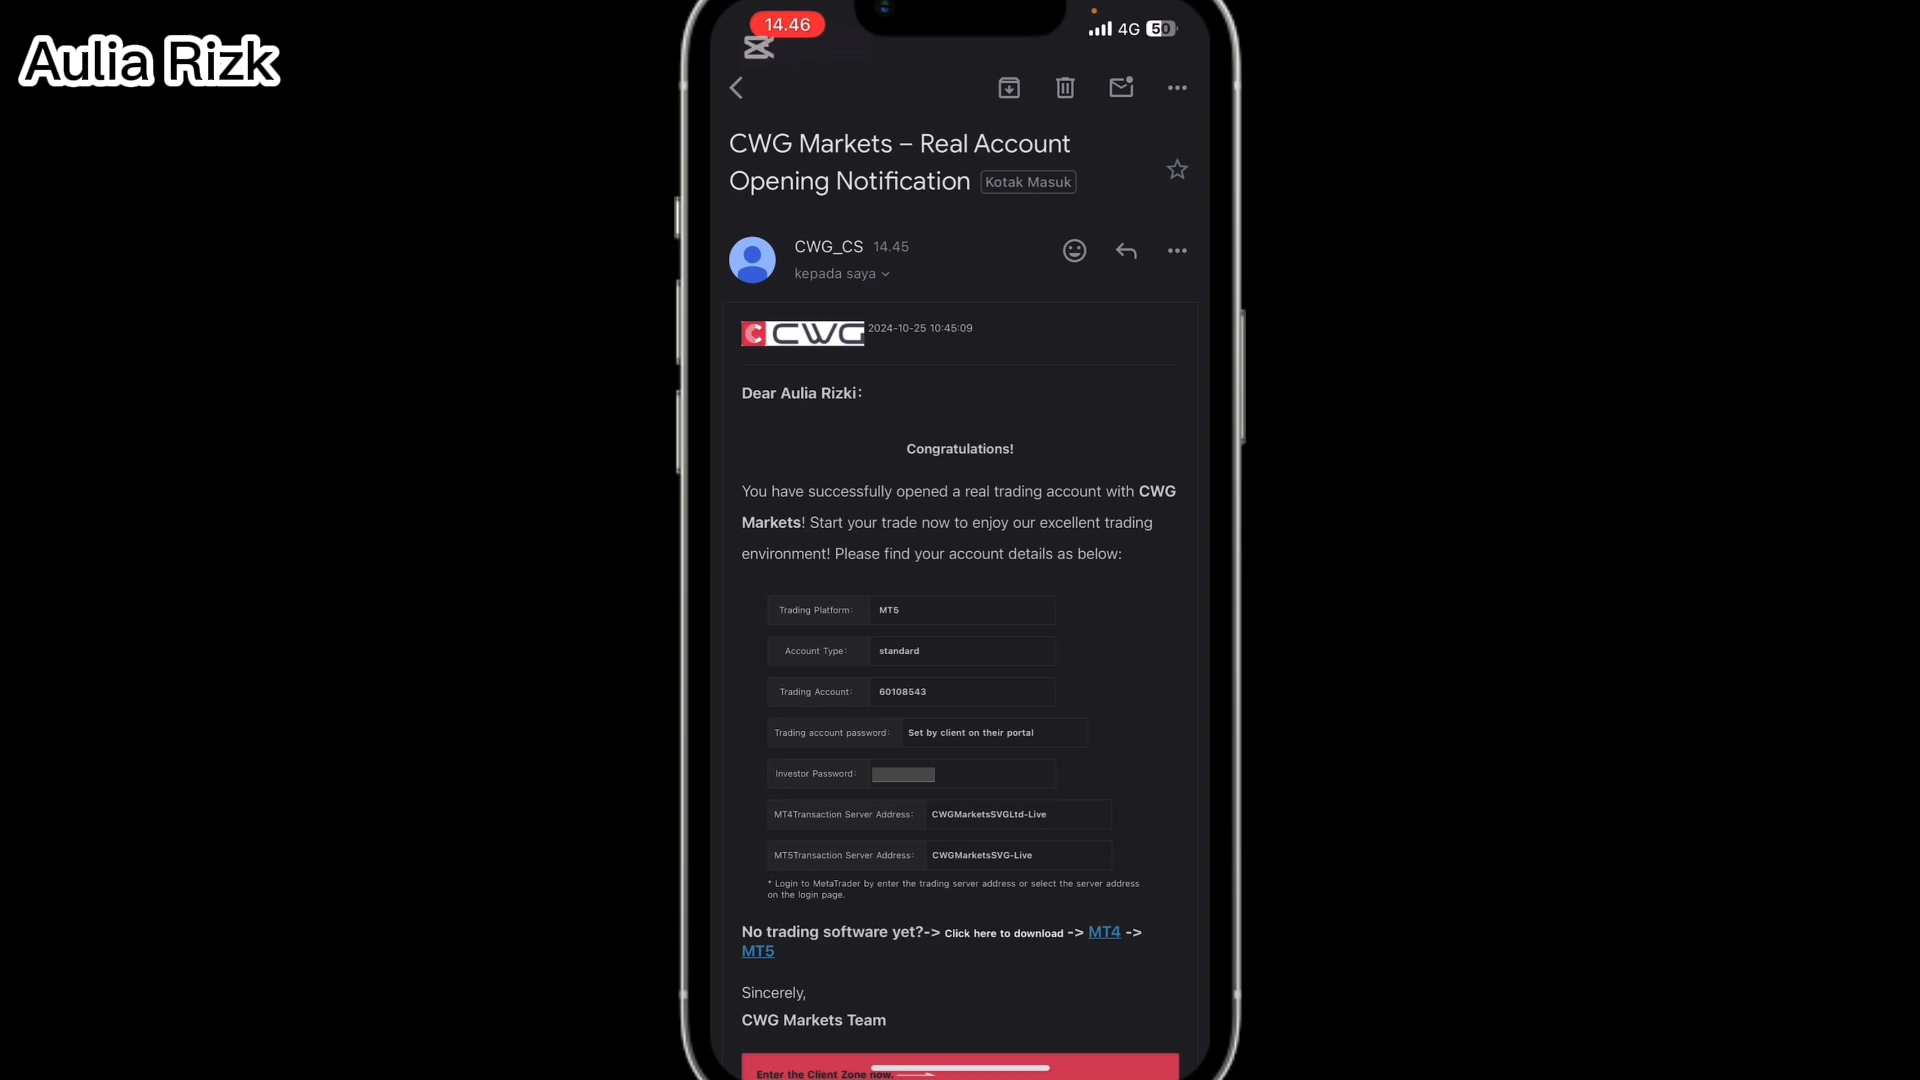 Aulia Rizk
14.46
4G 50
CWG Markets – Real Account
Opening Notification Kotak Masuk
CWG_CS 14.45
kepada saya
CWG 2024-10-25 10:45:09
Dear Aulia Rizki:
Congratulations!
You have successfully opened a real trading account with CWG
Markets! Start your trade now to enjoy our excellent trading
environment! Please find your account details as below:
Trading Platform: MT5
Account Type: standard
Trading Account: 60108543
Trading account password: Set by client on their portal
Investor Password:
MT4Transaction Server Address: CWGMarketsSVGLtd-Live
MT5Transaction Server Address: CWGMarketsSVG-Live
* Login to MetaTrader by enter the trading server address or select the server address
on the login page.
No trading software yet?-> Click here to download -> MT4 ->
MT5
Sincerely,
CWG Markets Team
Enter the Client Zone now.